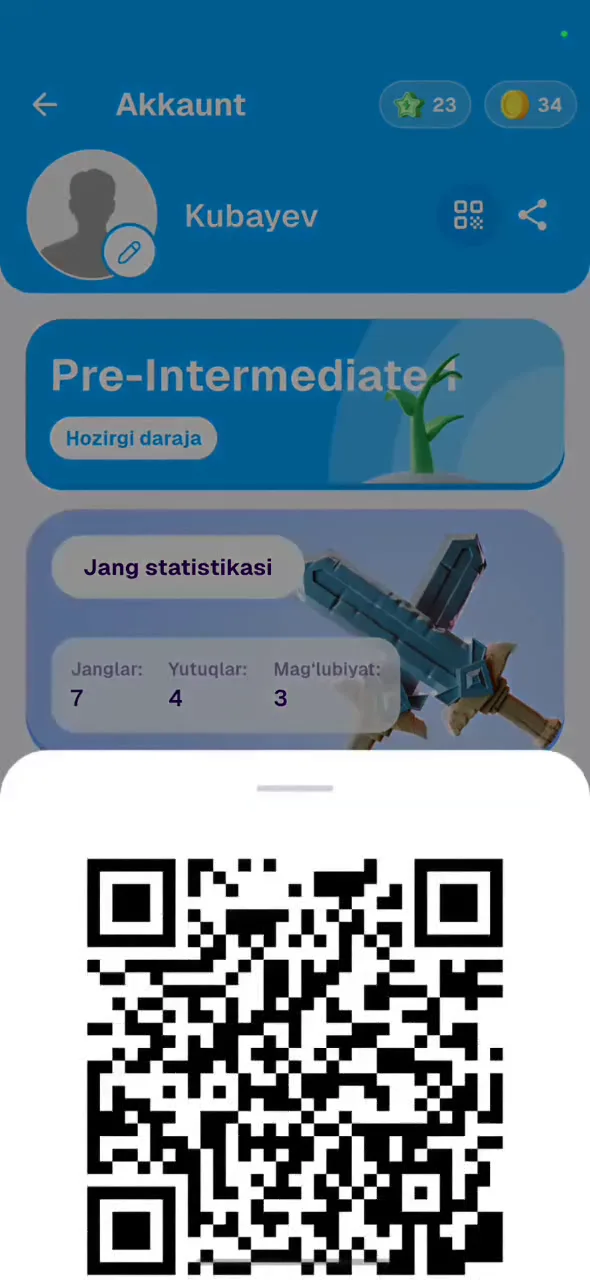 Akkaunt
23
34
Kubayev
Pre-Intermediate
Hozirgi daraja
Jang statistikasi
Janglar: Yutuqlar: Mag‘lubiyat:
7 4 3